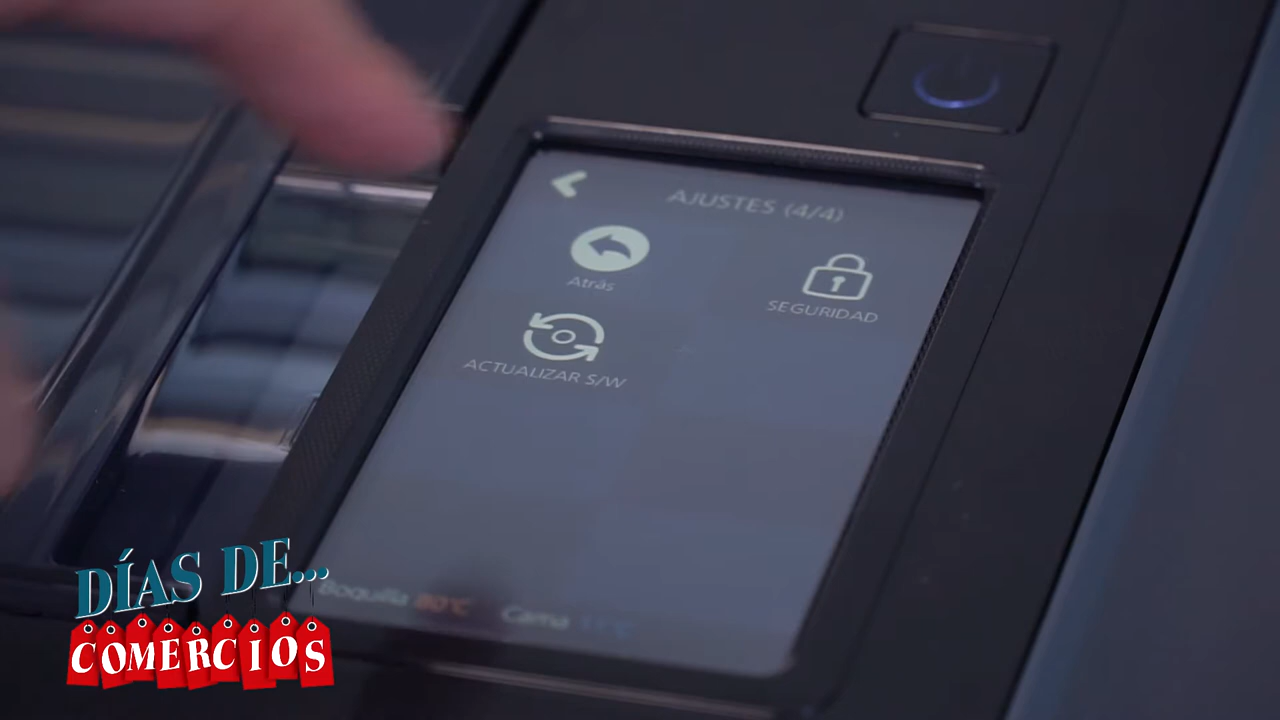 AJUSTES (4/4)
Atrás
SEGURIDAD
ACTUALIZAR S/W
Boquilla 80°C Cama
DÍAS DE...
COMERCIOS